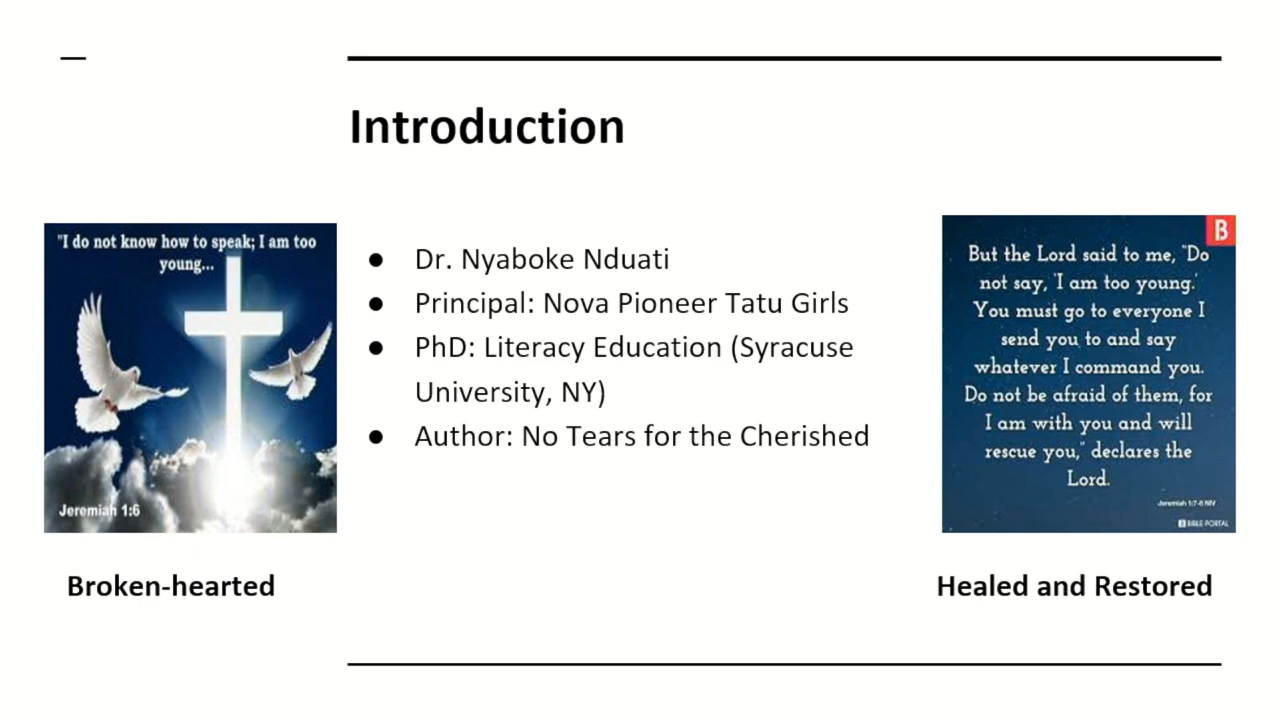 Introduction
"I do not know how to speak; I am too
young...
Jeremiah 1:6
Broken-hearted
● Dr. Nyaboke Nduati
● Principal: Nova Pioneer Tatu Girls
● PhD: Literacy Education (Syracuse
University, NY)
● Author: No Tears for the Cherished
B
But the Lord said to me, "Do
not say, 'I am too young.'
You must go to everyone I
send you to and say
whatever I command you.
Do not be afraid of them, for
I am with you and will
rescue you," declares the
Lord.
Jeremiah 1:7-8 NIV
BIBLE PORTAL
Healed and Restored